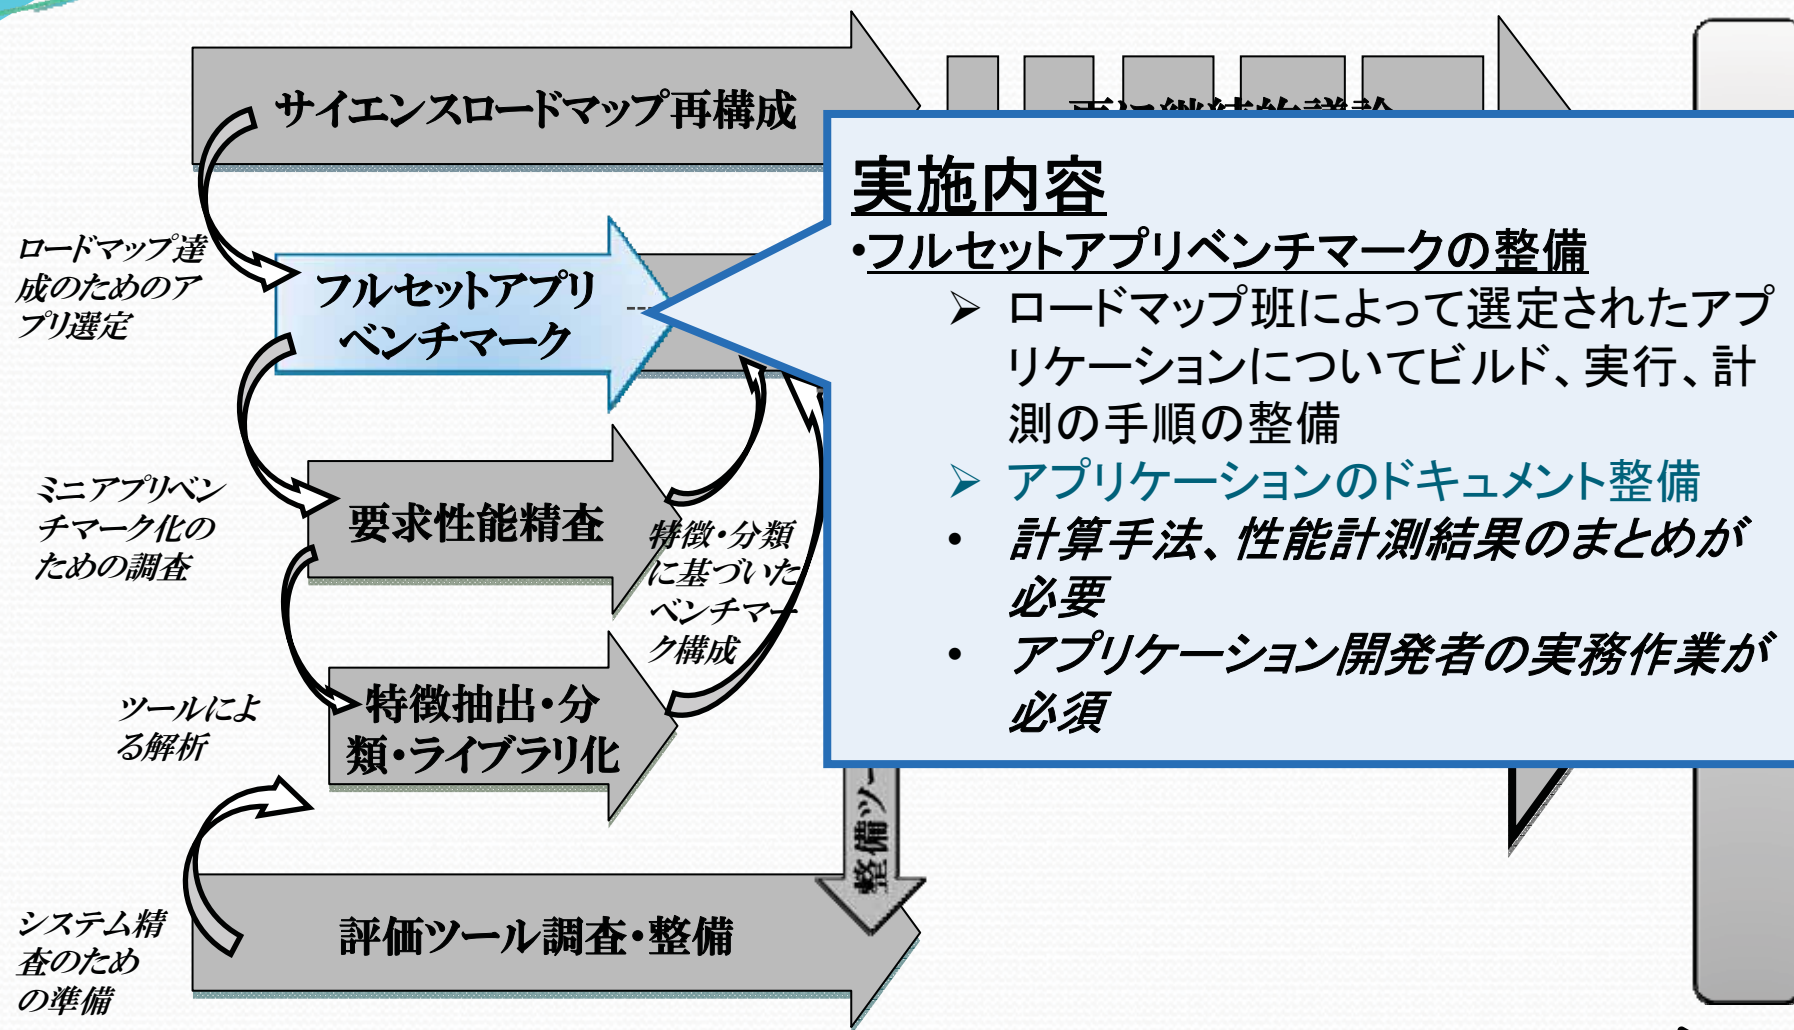 サイエンスロードマップ再構成
ロードマップ達
成のためのア
プリ選定
フルセットアプリ
ベンチマーク
ミニアプリベン
チマーク化の
ための調査
要求性能精査
特徴・分類
に基づいた
ベンチマー
ク構成
ツールによ
る解析
特徴抽出・分
類・ライブラリ化
システム精
査のため
の準備
評価ツール調査・整備
整備ツー
実施内容
•フルセットアプリベンチマークの整備
➢ ロードマップ班によって選定されたアプ
リケーションについてビルド、実行、計
測の手順の整備
➢ アプリケーションのドキュメント整備
• 計算手法、性能計測結果のまとめが
必要
• アプリケーション開発者の実務作業が
必須